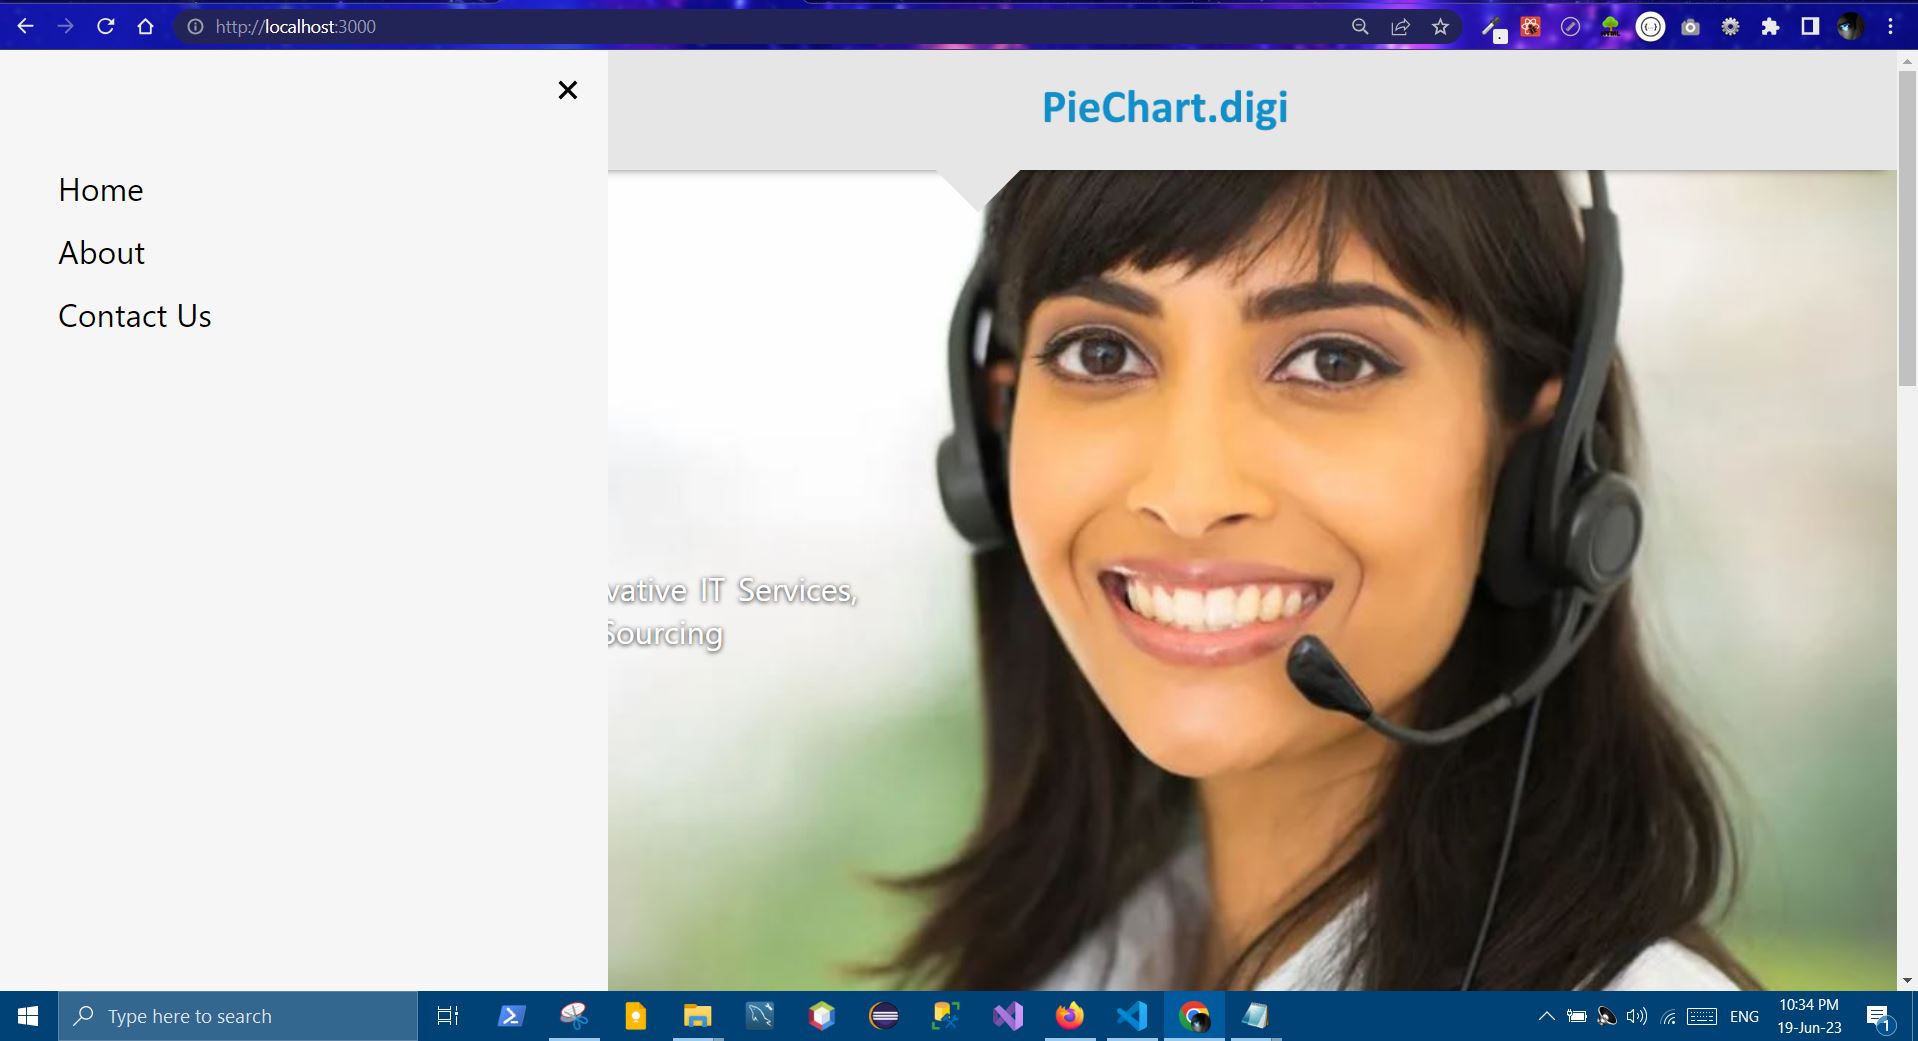 http://localhost:3000
PieChart.digi
Home
About
Contact Us
vative IT Services,
Sourcing
Type here to search
ENG
10:34 PM
19-Jun-23
1